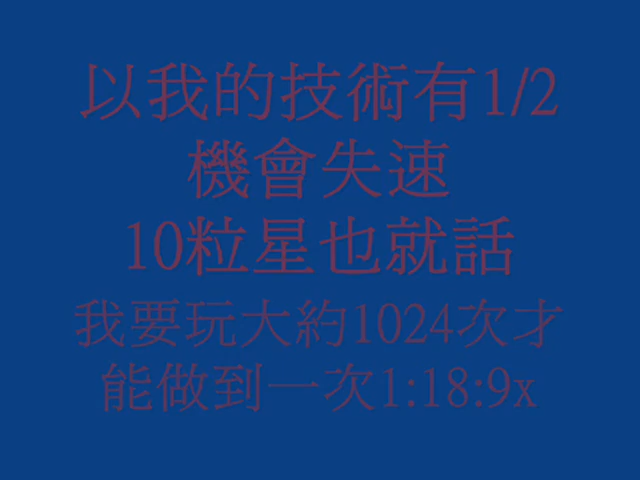 以我的技術有1/2
機會失速
10粒星也就話
我要玩大約1024次才
能做到一次1:18:9x